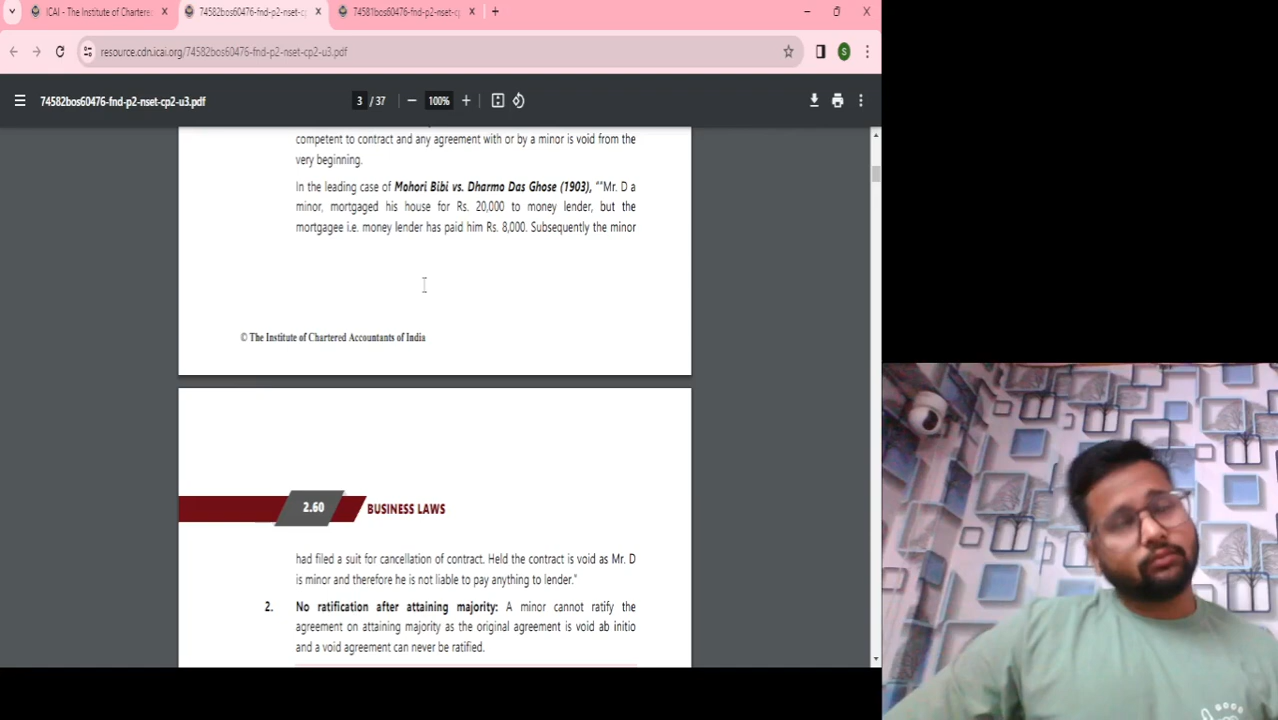 ICAI - The Institute of Chartere
74582bos60476-fnd-p2-nset-c
74581bos60476-fnd-p2-nset-cp
resource.cdn.icai.org/74582bos60476-fnd-p2-nset-cp2-u3.pdf
S
74582bos60476-fnd-p2-nset-cp2-u3.pdf
3 / 37
100%
competent to contract and any agreement with or by a minor is void from the
very beginning.
In the leading case of Mohori Bibi vs. Dharmo Das Ghose (1903), ““Mr. D a
minor, mortgaged his house for Rs. 20,000 to money lender, but the
mortgagee i.e. money lender has paid him Rs. 8,000. Subsequently the minor
© The Institute of Chartered Accountants of India
2.60 BUSINESS LAWS
had filed a suit for cancellation of contract. Held the contract is void as Mr. D
is minor and therefore he is not liable to pay anything to lender."
2. No ratification after attaining majority: A minor cannot ratify the
agreement on attaining majority as the original agreement is void ab initio
and a void agreement can never be ratified.